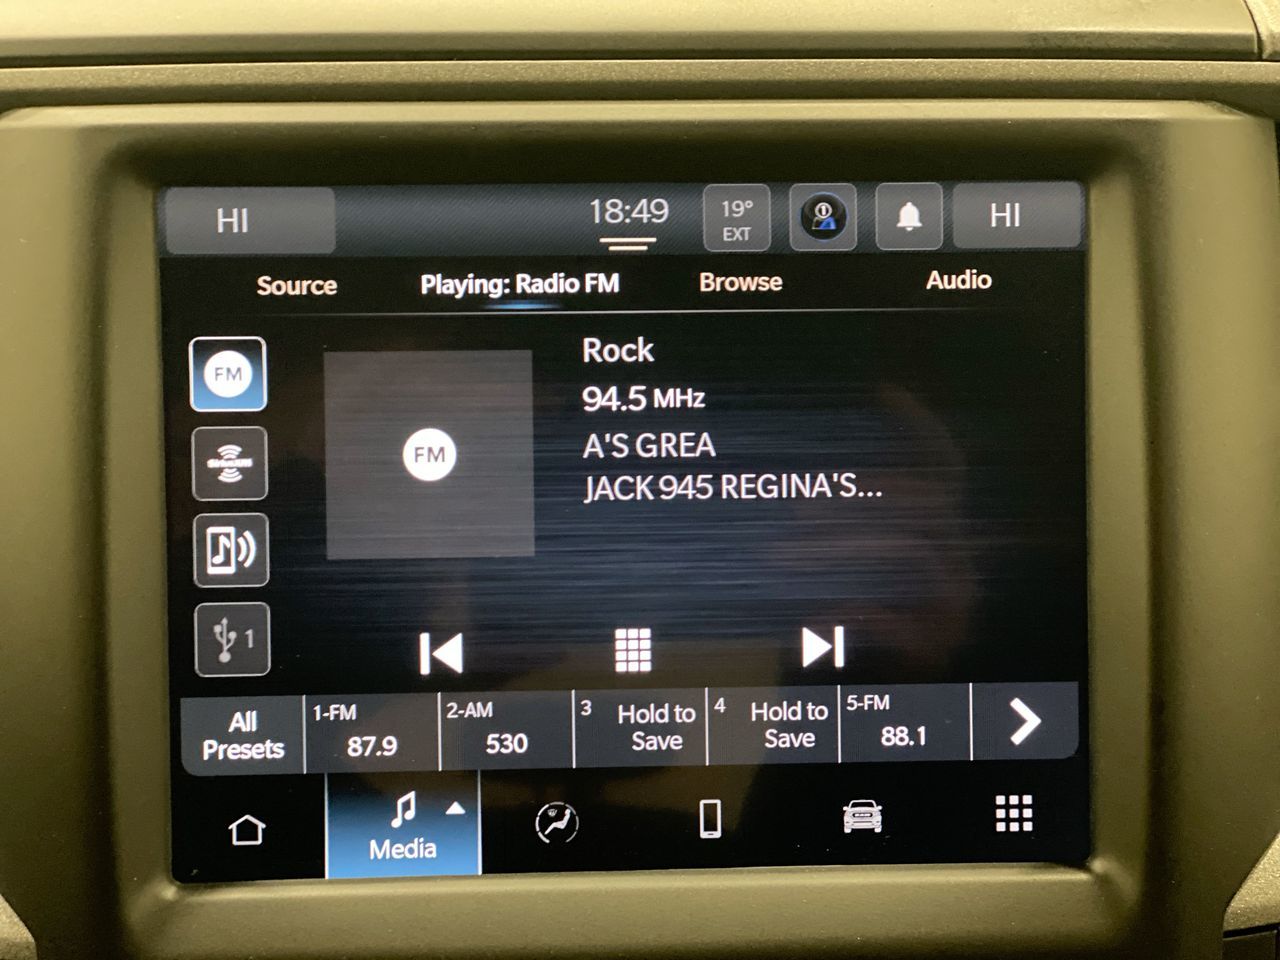 HI 18:49 19° EXT 1 HI
Source Playing: Radio FM Browse Audio
FM
Rock
94.5 MHz
FM
A'S GREA
JACK 945 REGINA'S...
SIRIUSXM
1
All Presets
1-FM
87.9
2-AM
530
3
Hold to
Save
4
Hold to
Save
5-FM
88.1
Media